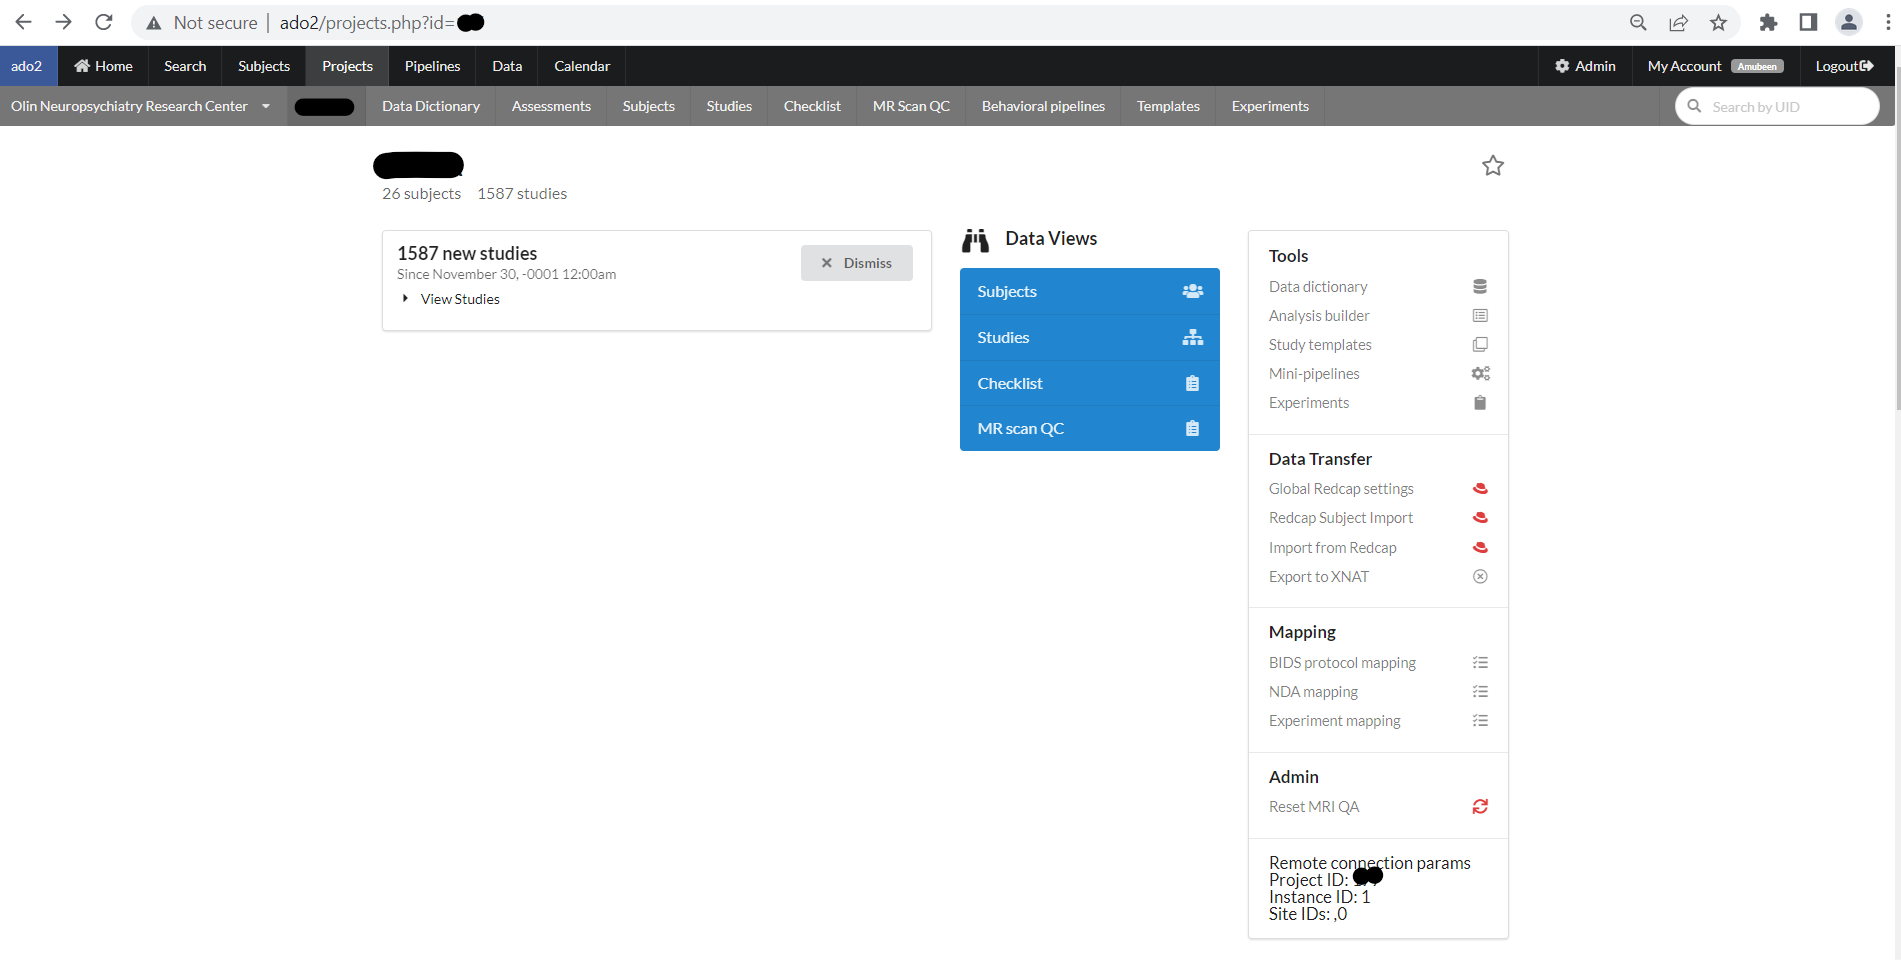 Not secure | ado2/projects.php?id=
ado2 Home Search Subjects Projects Pipelines Data Calendar Admin My Account Amubeen Logout
Olin Neuropsychiatry Research Center Data Dictionary Assessments Subjects Studies Checklist MR Scan QC Behavioral pipelines Templates Experiments Search by UID
26 subjects 1587 studies
1587 new studies
Since November 30, -0001 12:00am
View Studies
Dismiss
Data Views
Subjects
Studies
Checklist
MR scan QC
Tools
Data dictionary
Analysis builder
Study templates
Mini-pipelines
Experiments
Data Transfer
Global Redcap settings
Redcap Subject Import
Import from Redcap
Export to XNAT
Mapping
BIDS protocol mapping
NDA mapping
Experiment mapping
Admin
Reset MRI QA
Remote connection params
Project ID:
Instance ID: 1
Site IDs: ,0